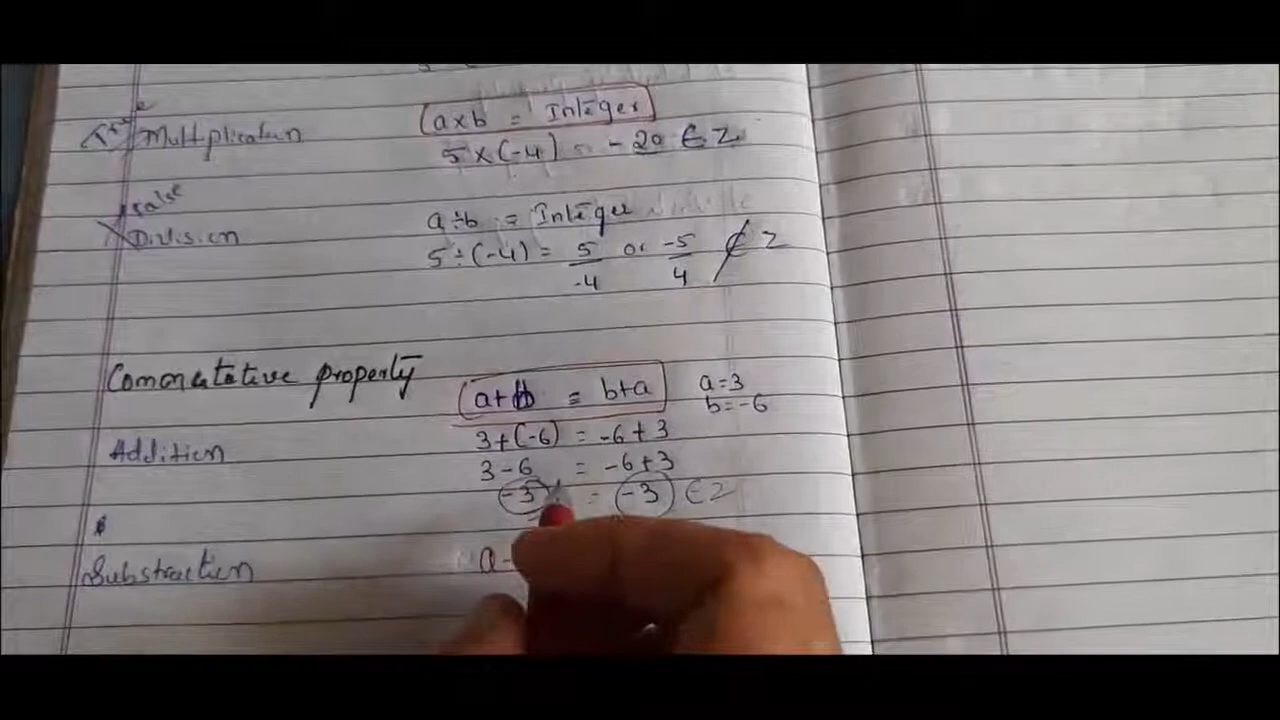 True
Multiplication
a×b = Integer
5×(-4) = -20 ∈ Z
False
Division
a÷b = Integer
5÷(-4) = 5/-4 or -5/4 ∉ Z
Commutative property
a+b = b+a
a=3
b=-6
Addition
3+(-6) = -6+3
3-6 = -6+3
-3 = -3 ∈ Z
Substraction
a-